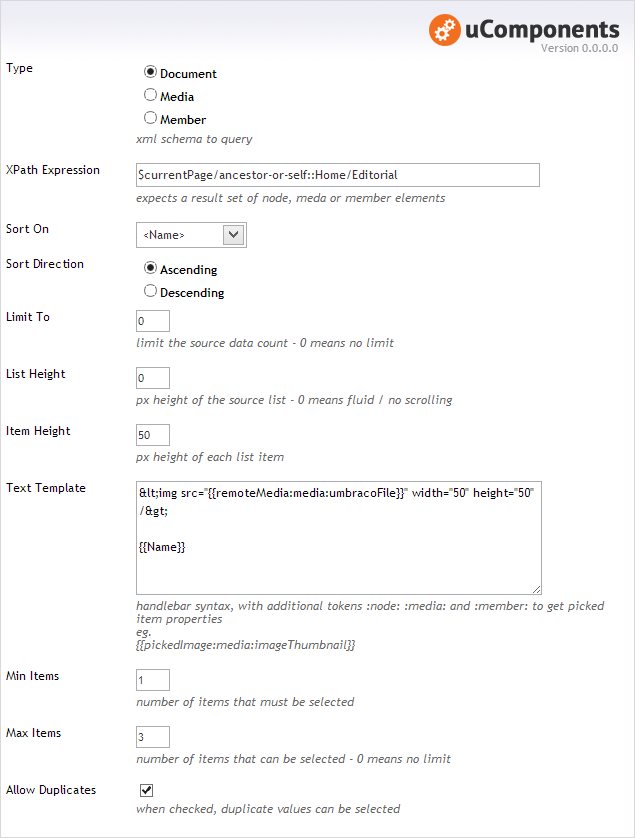 uComponents
Version 0.0.0.0
Type
Document
Media
Member
xml schema to query
XPath Expression
$currentPage/ancestor-or-self::Home/Editorial
expects a result set of node, meda or member elements
Sort On
<Name>
Sort Direction
Ascending
Descending
Limit To
0
limit the source data count - 0 means no limit
List Height
0
px height of the source list - 0 means fluid / no scrolling
Item Height
50
px height of each list item
Text Template
&lt;img src="{{remoteMedia:media:umbracoFile}}" width="50" height="50"
/&gt;
{{Name}}
handlebar syntax, with additional tokens :node: :media: and :member: to get picked
item properties
eg.
{{pickedImage:media:imageThumbnail}}
Min Items
1
number of items that must be selected
Max Items
3
number of items that can be selected - 0 means no limit
Allow Duplicates
when checked, duplicate values can be selected